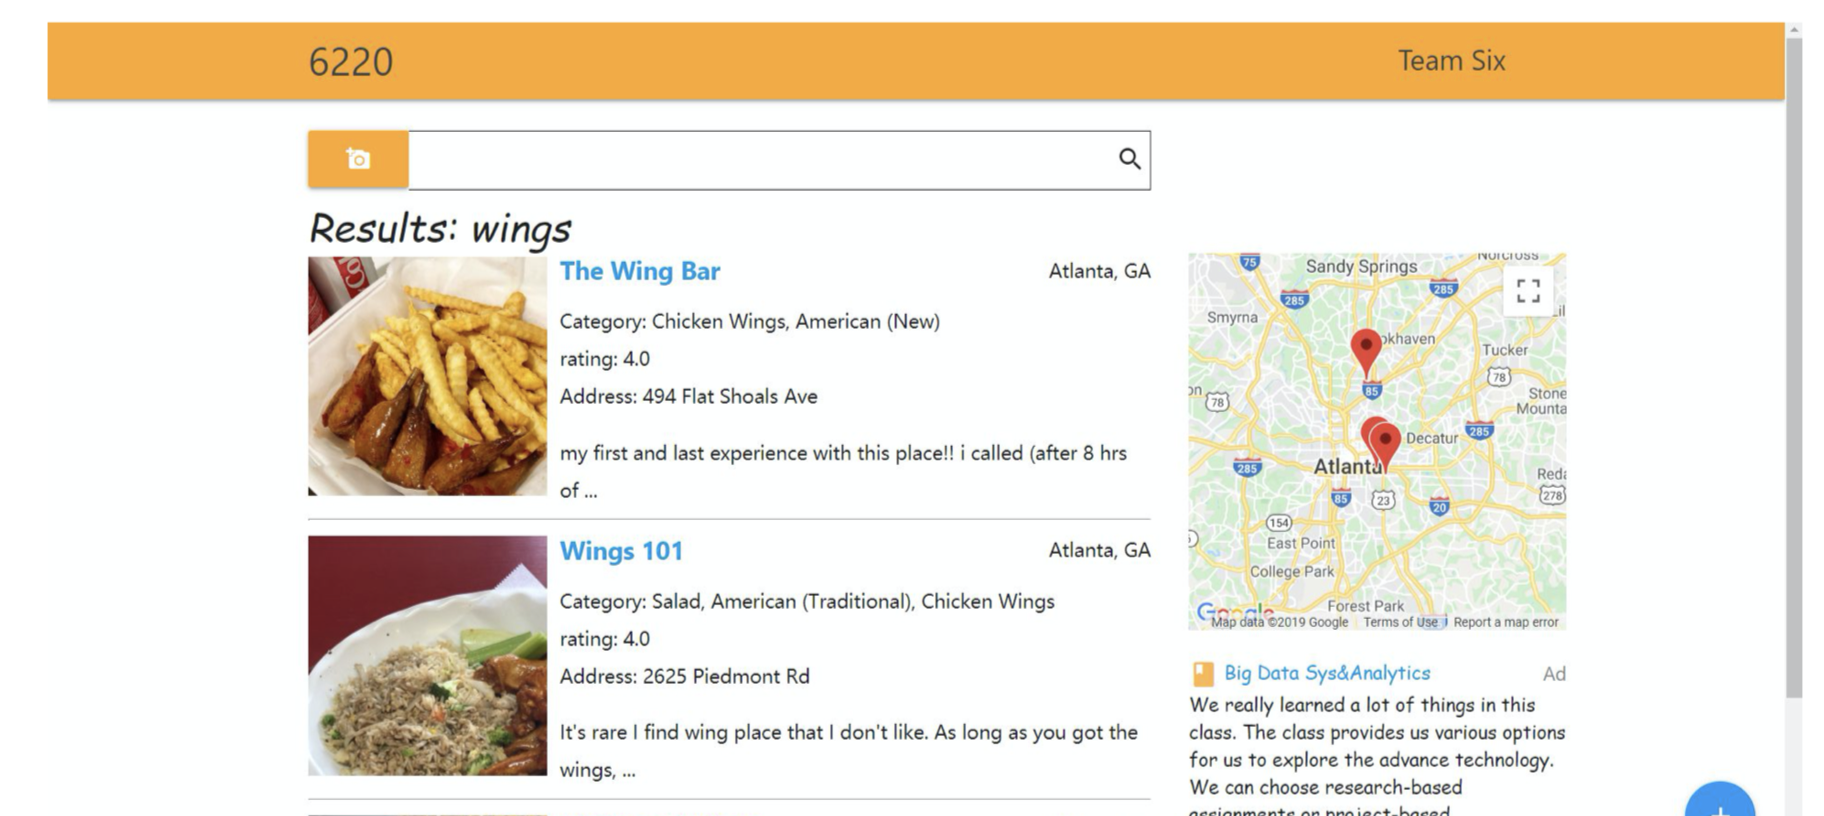 6220
Team Six
Results: wings
The Wing Bar
Atlanta, GA
Category: Chicken Wings, American (New)
rating: 4.0
Address: 494 Flat Shoals Ave
my first and last experience with this place!! i called (after 8 hrs
of ...
Wings 101
Atlanta, GA
Category: Salad, American (Traditional), Chicken Wings
rating: 4.0
Address: 2625 Piedmont Rd
It's rare I find wing place that I don't like. As long as you got the
wings, ...
75
Sandy Springs
Norcross
285
285
Smyrna
okhaven
Tucker
78
85
78
Stone
Mounta
Decatur
285
Atlanta
285
Reda
278
85
23
20
154
East Point
College Park
Forest Park
Google
Map data ©2019 Google
Terms of Use
Report a map error
Big Data Sys&Analytics
Ad
We really learned a lot of things in this
class. The class provides us various options
for us to explore the advance technology.
We can choose research-based
assignments or project-based